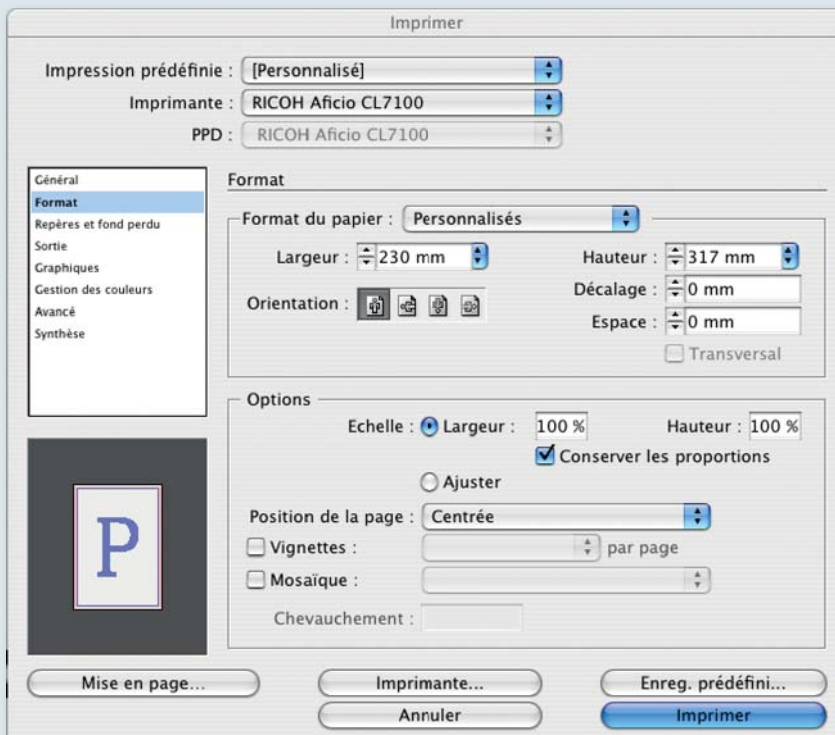 Imprimer
Impression prédéfinie : [Personnalisé]
Imprimante : RICOH Aficio CL7100
PPD : RICOH Aficio CL7100
Général
Format
Repères et fond perdu
Sortie
Graphiques
Gestion des couleurs
Avancé
Synthèse
Format
Format du papier : Personnalisés
Largeur : 230 mm Hauteur : 317 mm
Orientation : Décalage : 0 mm
Espace : 0 mm
Transversal
Options
Echelle : Largeur : 100 % Hauteur : 100 %
Conserver les proportions
Ajuster
Position de la page : Centrée
Vignettes : par page
Mosaïque :
Chevauchement :
P
Mise en page... Imprimante... Enreg. prédéfini...
Annuler Imprimer